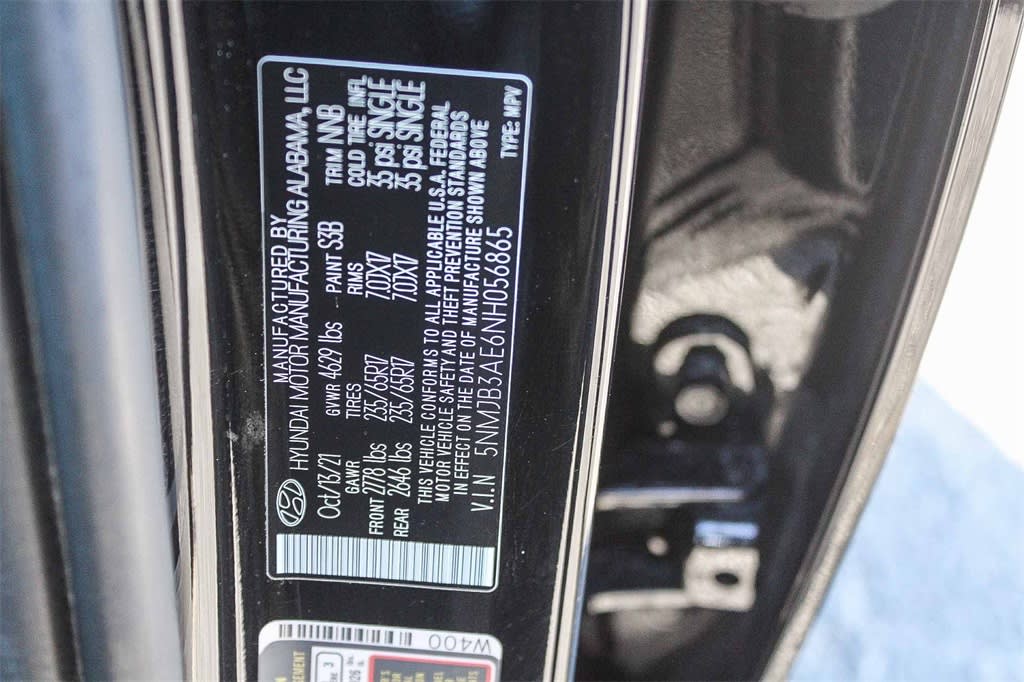 MANUFACTURED BY
HYUNDAI MOTOR MANUFACTURING ALABAMA, LLC
Oct/13/21 GVWR 4629 lbs PAINT S3B TRIM NNB
GAWR TIRES RIMS COLD TIRE INFL
FRONT 2778 lbs 235/65R17 7.0JX17 35 psi SINGLE
REAR 2646 lbs 235/65R17 7.0JX17 35 psi SINGLE
THIS VEHICLE CONFORMS TO ALL APPLICABLE U.S.A. FEDERAL
MOTOR VEHICLE SAFETY AND THEFT PREVENTION STANDARDS
IN EFFECT ON THE DATE OF MANUFACTURE SHOWN ABOVE
V.I.N 5NMJB3AE6NH056865 TYPE: MPV
W400